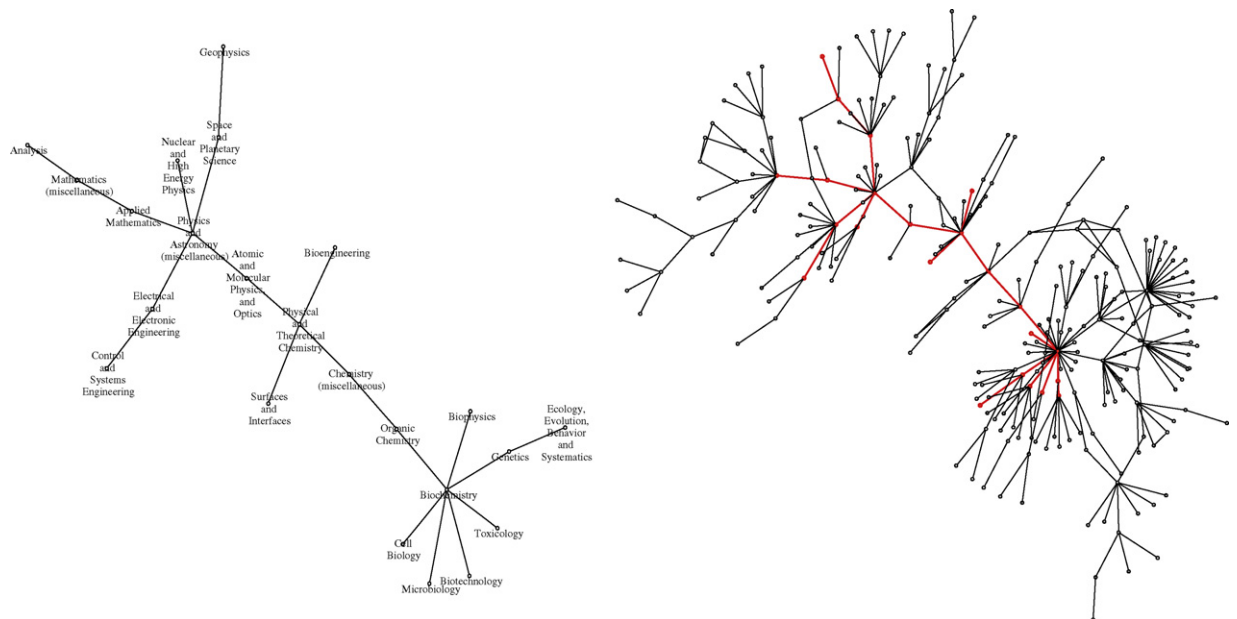 Geophysics
Space
and
Planetary
Science
Nuclear
and
High
Energy
Physics
Analysis
Mathematics
(miscellaneous)
Applied
Mathematics
Physics
and
Astronomy
(miscellaneous)
Atomic
and
Molecular
Physics,
and
Optics
Bioengineering
Electrical
and
Electronic
Engineering
Physical
and
Theoretical
Chemistry
Control
and
Systems
Engineering
Chemistry
(miscellaneous)
Surfaces
and
Interfaces
Organic
Chemistry
Biophysics
Ecology,
Evolution,
Behavior
and
Systematics
Genetics
Biochemistry
Toxicology
Cell
Biology
Biotechnology
Microbiology